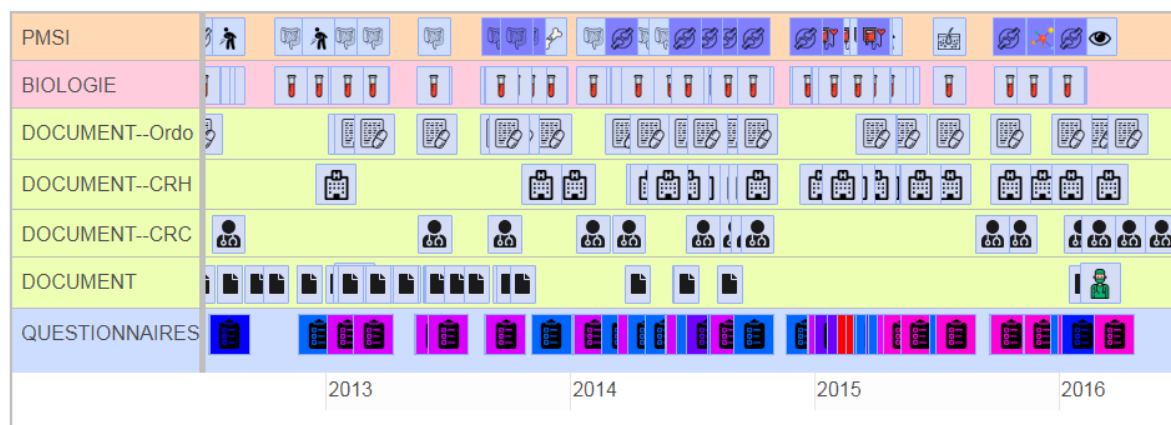 PMSI
BIOLOGIE
DOCUMENT--Ordo
DOCUMENT--CRH
DOCUMENT--CRC
DOCUMENT
QUESTIONNAIRES
2013 2014 2015 2016